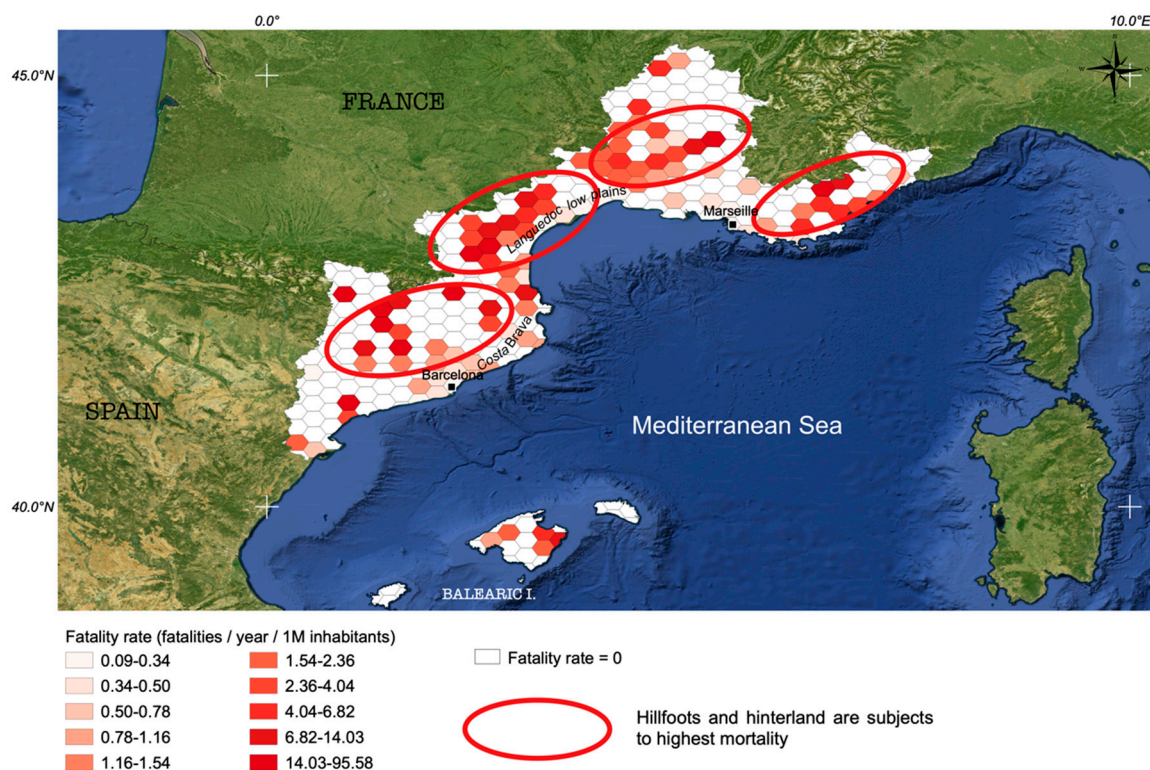 0.0°
10.0°E
45.0°N
N
FRANCE
Languedoc low plains
Marseille
Costa Brava
Barcelona
SPAIN
Mediterranean Sea
40.0°N
BALEARIC I.
Fatality rate (fatalities / year / 1M inhabitants)
0.09-0.34
0.34-0.50
0.50-0.78
0.78-1.16
1.16-1.54
1.54-2.36
2.36-4.04
4.04-6.82
6.82-14.03
14.03-95.58
Fatality rate = 0
Hillfoots and hinterland are subjects
to highest mortality